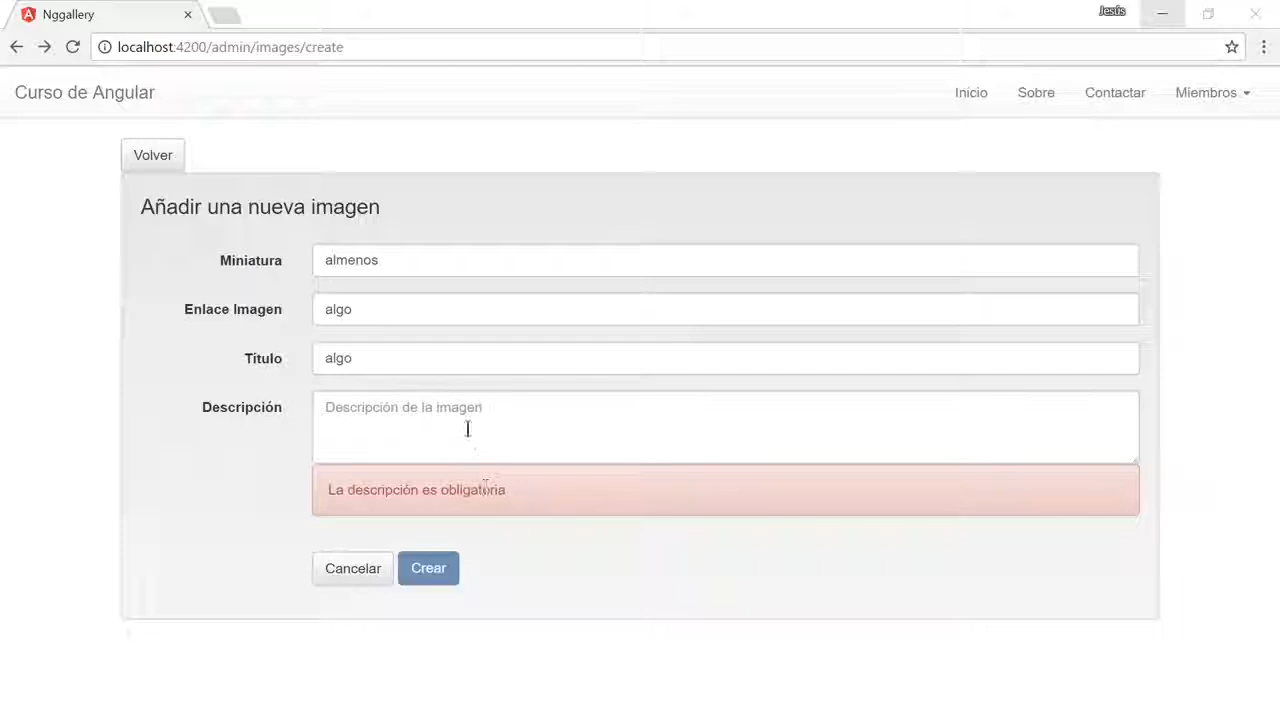 Nggallery
Jesús
localhost:4200/admin/images/create
Curso de Angular
Inicio
Sobre
Contactar
Miembros
Volver
Añadir una nueva imagen
Miniatura
almenos
Enlace Imagen
algo
Titulo
algo
Descripción
Descripción de la imagen
La descripción es obligatoria
Cancelar
Crear